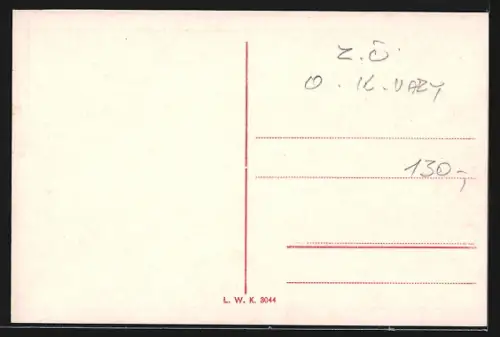 Z. Ö.
O. K. VARY
130,-
L. W. K. 3044